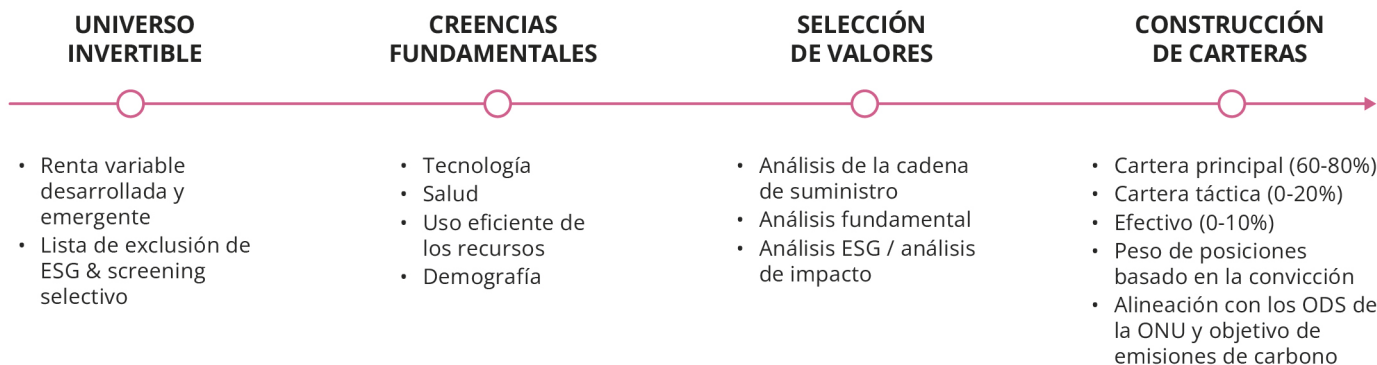 UNIVERSO
INVERTIBLE
• Renta variable
desarrollada y
emergente
• Lista de exclusión de
ESG & screening
selectivo
CREENCIAS
FUNDAMENTALES
• Tecnología
• Salud
• Uso eficiente de
los recursos
• Demografía
SELECCIÓN
DE VALORES
• Análisis de la cadena
de suministro
• Análisis fundamental
• Análisis ESG / análisis
de impacto
CONSTRUCCIÓN
DE CARTERAS
• Cartera principal (60-80%)
• Cartera táctica (0-20%)
• Efectivo (0-10%)
• Peso de posiciones
basado en la convicción
• Alineación con los ODS de
la ONU y objetivo de
emisiones de carbono